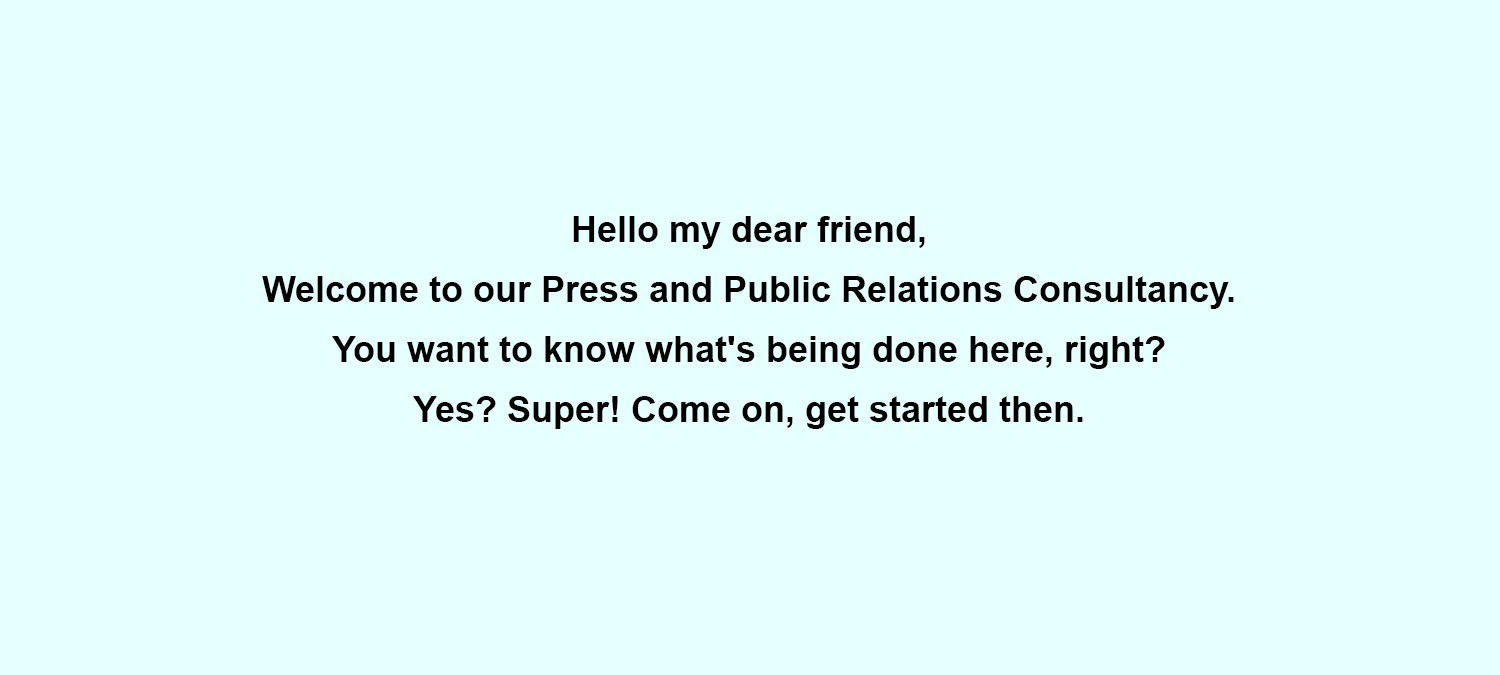 Hello my dear friend,
Welcome to our Press and Public Relations Consultancy.
You want to know what's being done here, right?
Yes? Super! Come on, get started then.